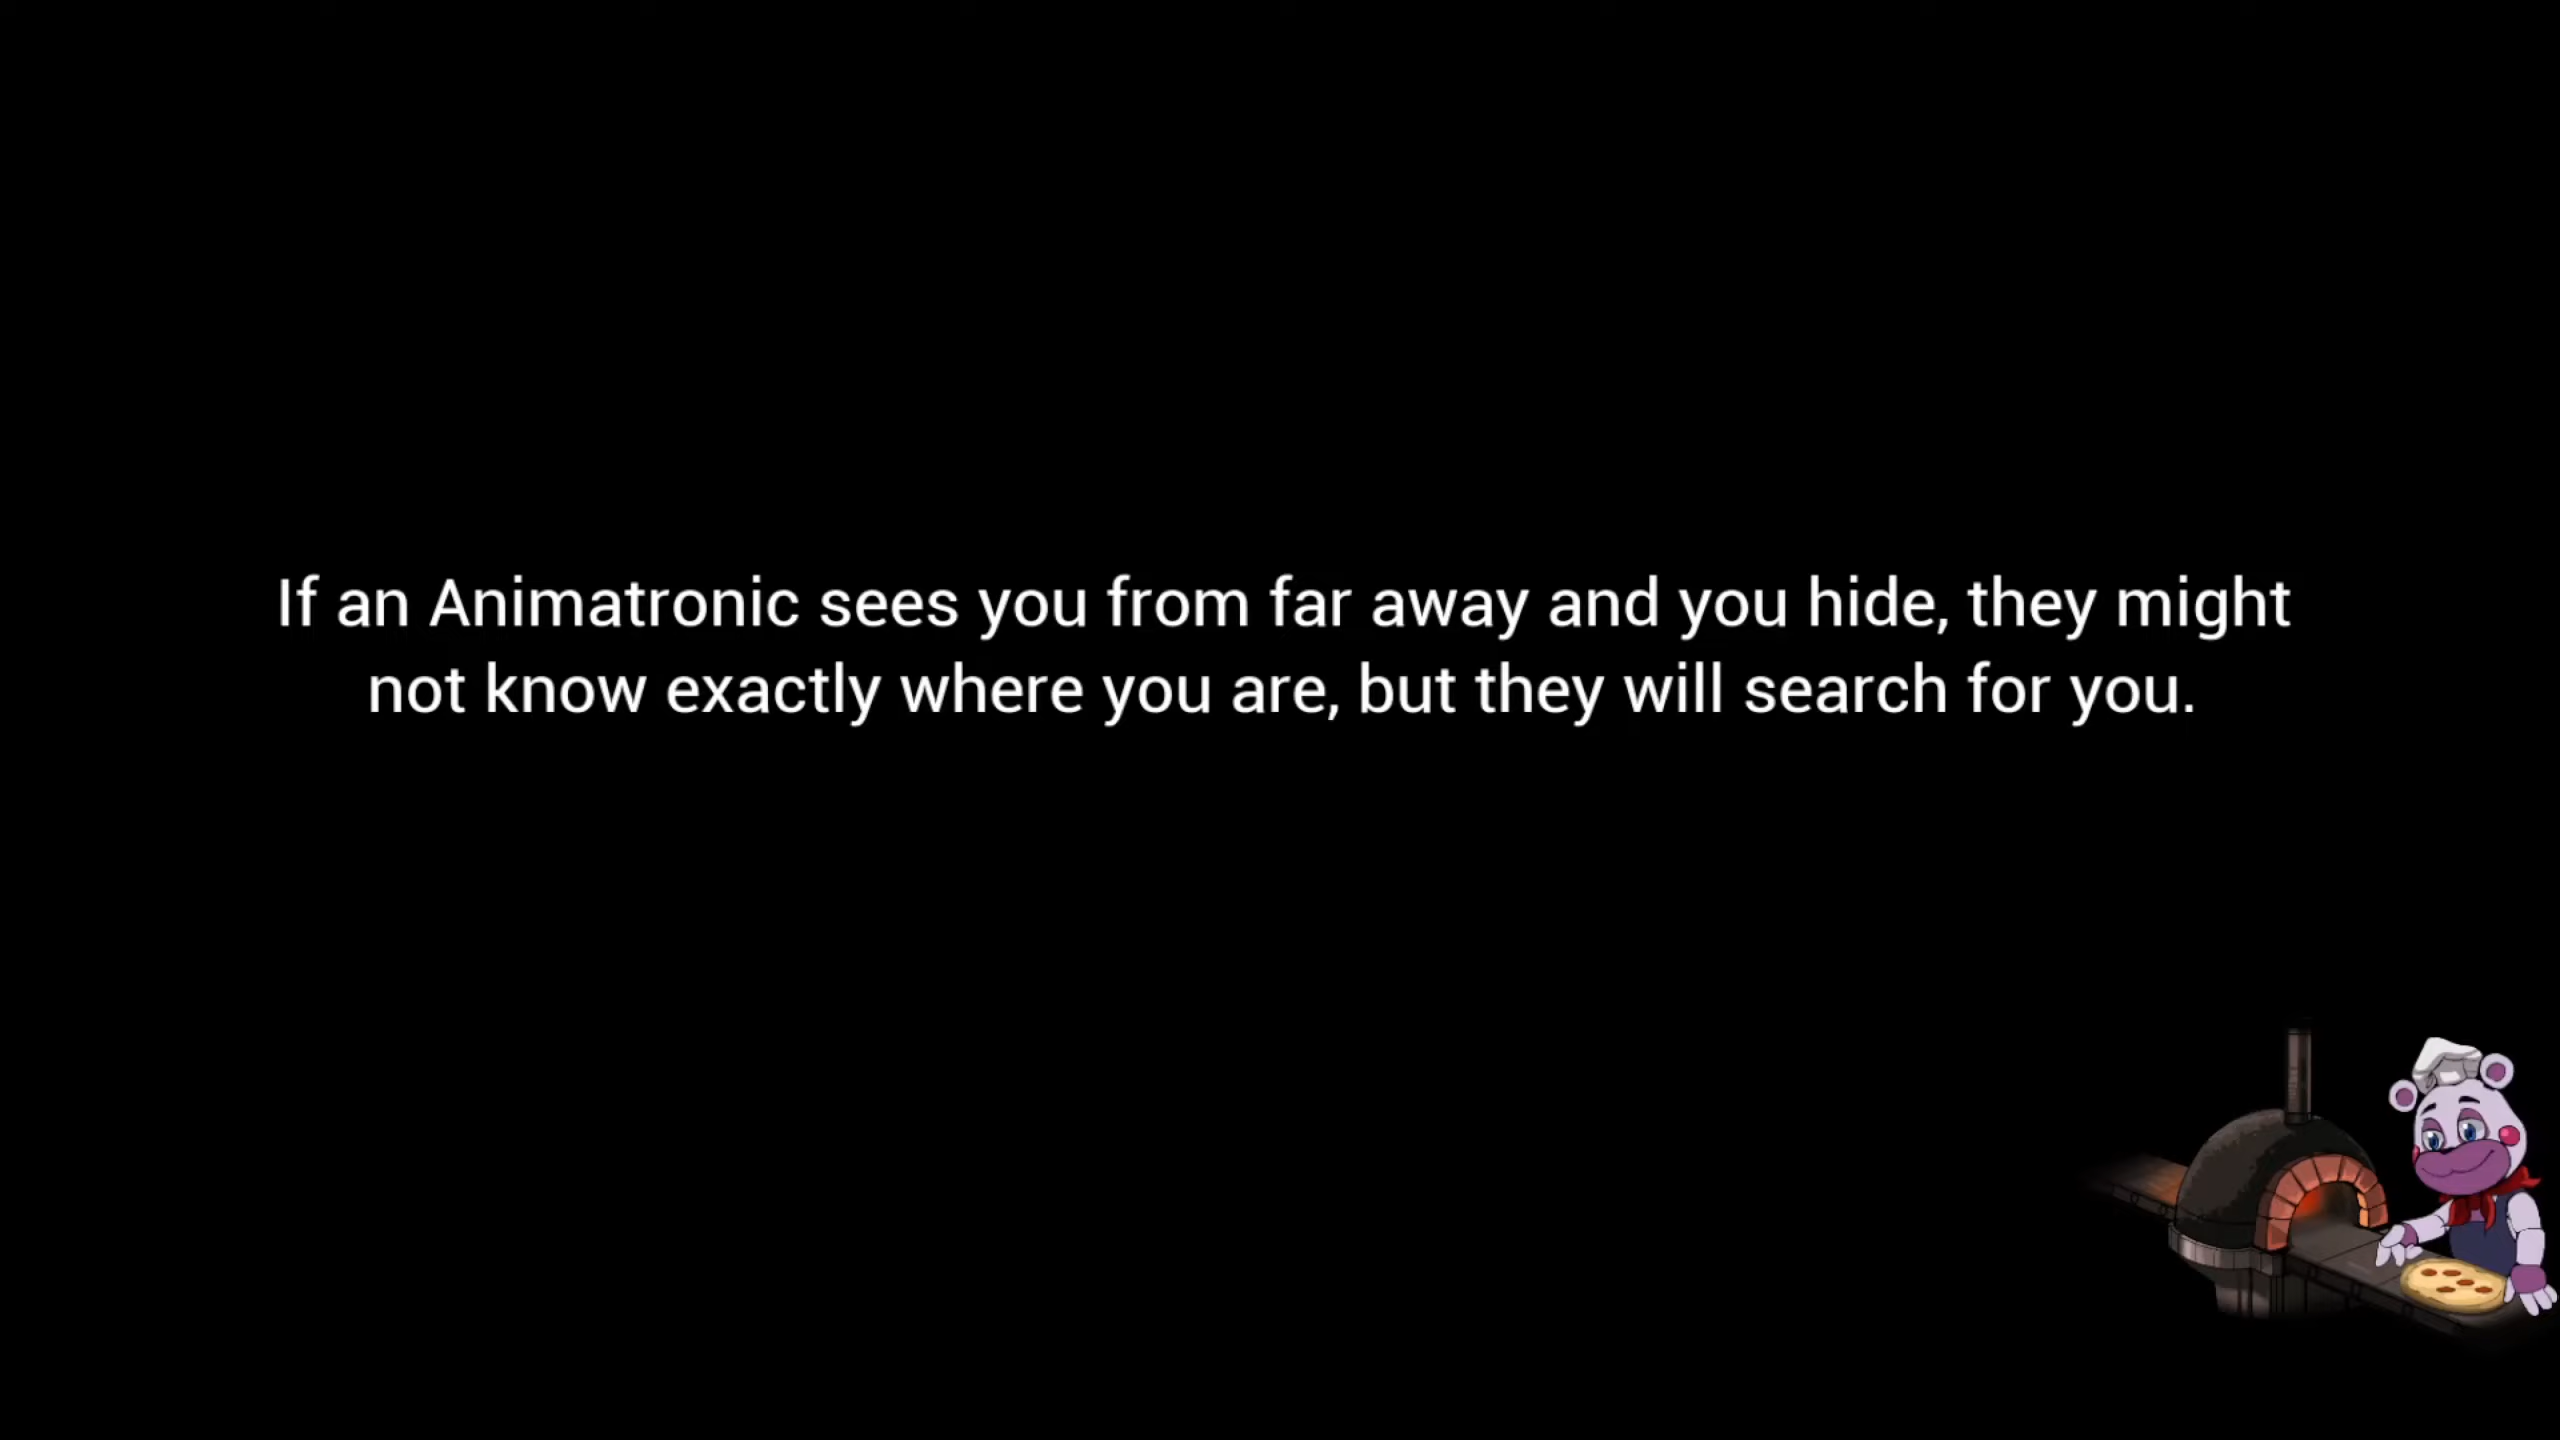 If an Animatronic sees you from far away and you hide, they might
not know exactly where you are, but they will search for you.